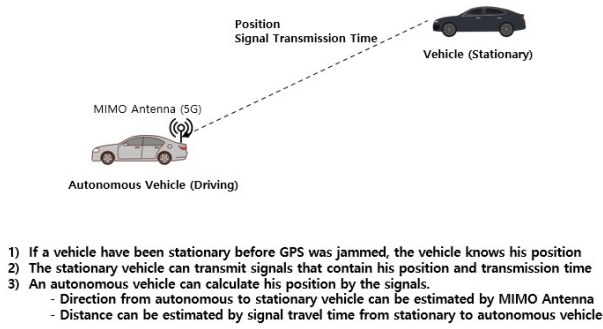 Position
Signal Transmission Time
Vehicle (Stationary)
MIMO Antenna (5G)
Autonomous Vehicle (Driving)
1) If a vehicle have been stationary before GPS was jammed, the vehicle knows his position
2) The stationary vehicle can transmit signals that contain his position and transmission time
3) An autonomous vehicle can calculate his position by the signals.
- Direction from autonomous to stationary vehicle can be estimated by MIMO Antenna
- Distance can be estimated by signal travel time from stationary to autonomous vehicle